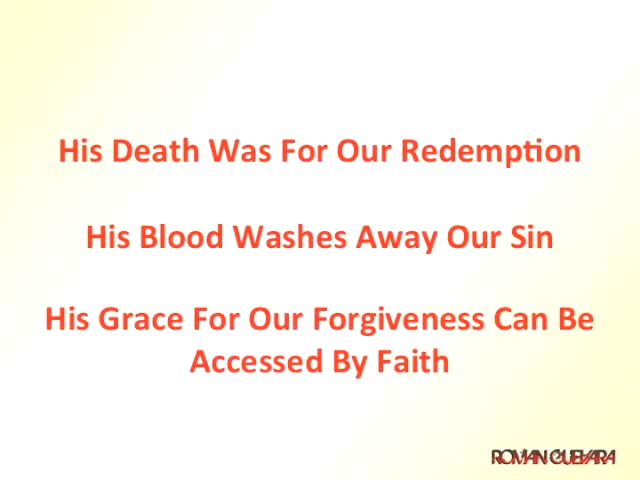 His Death Was For Our Redemption
His Blood Washes Away Our Sin
His Grace For Our Forgiveness Can Be
Accessed By Faith
ROMAN GUEVARA